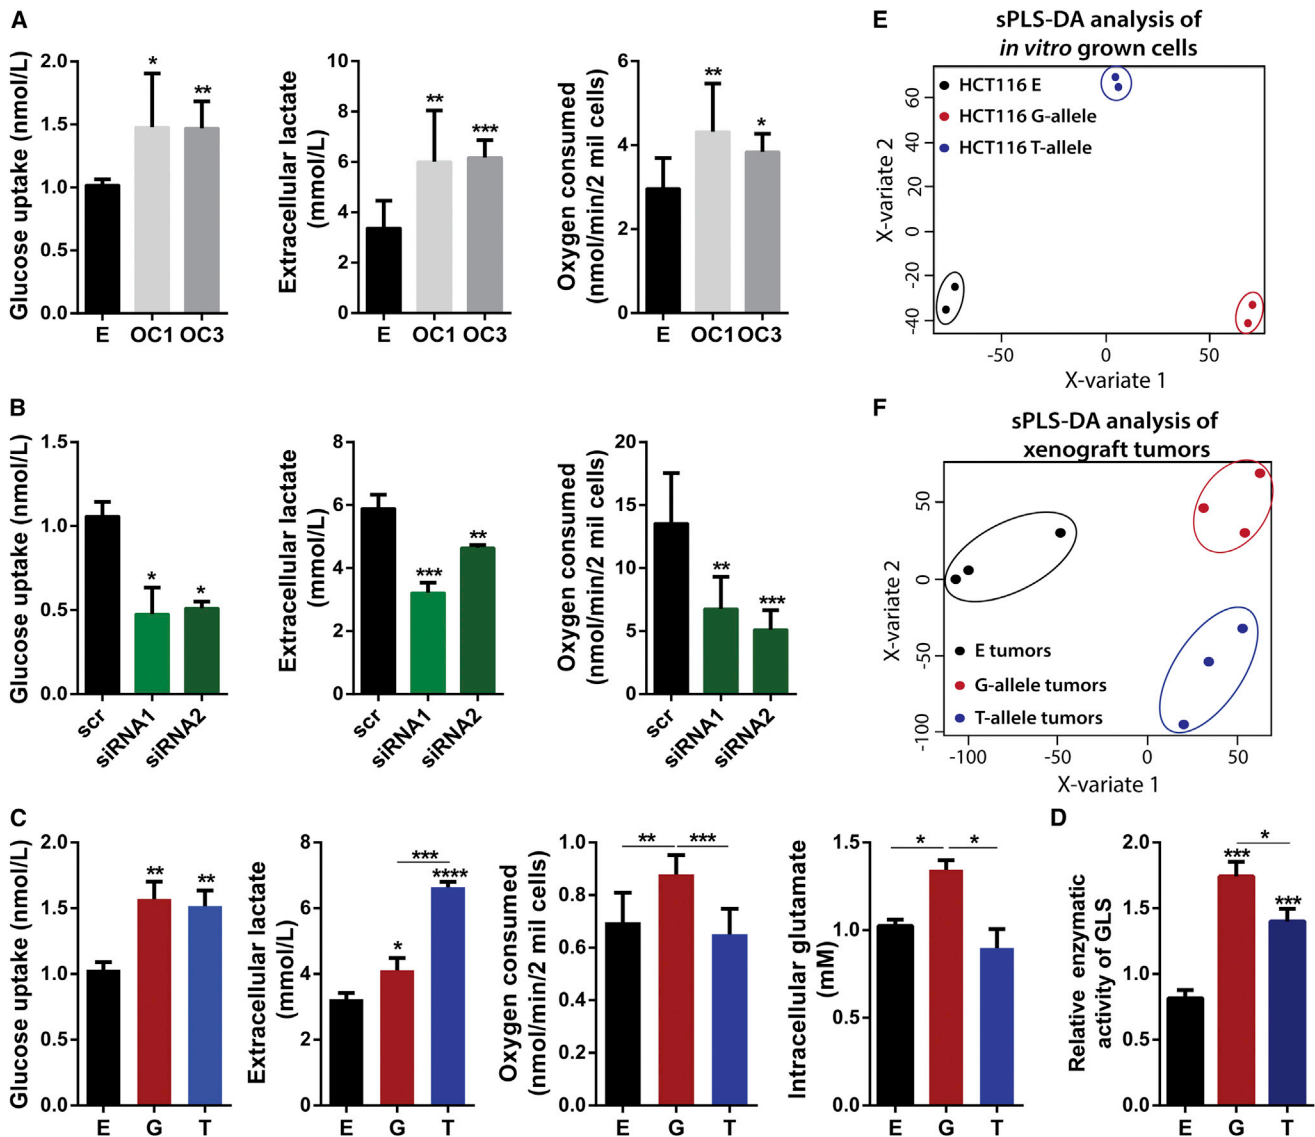 A
Glucose uptake (nmol/L)
2.0
1.5
1.0
0.5
0.0
*
**
E OC1 OC3
Extracellular lactate
(mmol/L)
10
8
6
4
2
0
**
***
E OC1 OC3
Oxygen consumed
(nmol/min/2 mil cells)
6
4
2
0
**
*
E OC1 OC3
E
sPLS-DA analysis of
in vitro grown cells
HCT116 E
HCT116 G-allele
HCT116 T-allele
X-variate 2
60
40
20
0
-20
-40
-50 0 50
X-variate 1
B
Glucose uptake (nmol/L)
1.5
1.0
0.5
0.0
*
*
scr siRNA1 siRNA2
Extracellular lactate
(mmol/L)
8
6
4
2
0
***
**
scr siRNA1 siRNA2
Oxygen consumed
(nmol/min/2 mil cells)
20
15
10
5
0
**
***
scr siRNA1 siRNA2
F
sPLS-DA analysis of
xenograft tumors
X-variate 2
50
0
-50
-100
E tumors
G-allele tumors
T-allele tumors
-100 -50 0 50
X-variate 1
C
Glucose uptake (nmol/L)
2.0
1.5
1.0
0.5
0.0
**
**
E G T
Extracellular lactate
(mmol/L)
8
6
4
2
0
***
****
*
E G T
Oxygen consumed
(nmol/min/2 mil cells)
1.0
0.8
0.6
0.4
0.2
0.0
**
***
E G T
Intracellular glutamate
(mM)
1.5
1.0
0.5
0.0
*
*
E G T
D
Relative enzymatic
activity of GLS
2.0
1.5
1.0
0.5
0.0
*
***
***
E G T